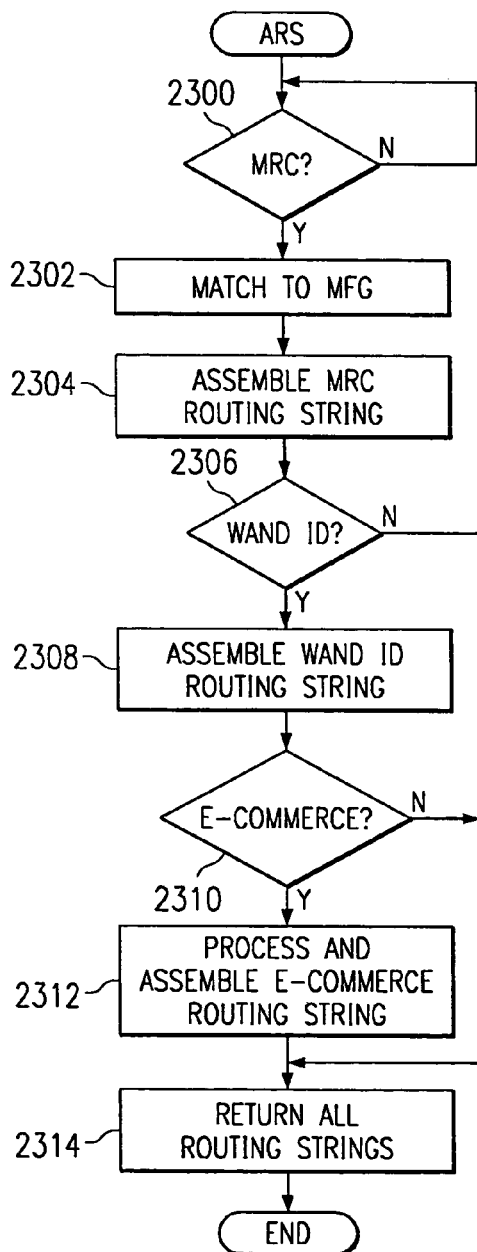 ARS
2300
MRC?
N
Y
2302
MATCH TO MFG
2304
ASSEMBLE MRC
ROUTING STRING
2306
WAND ID?
N
Y
2308
ASSEMBLE WAND ID
ROUTING STRING
E-COMMERCE?
N
2310
Y
2312
PROCESS AND
ASSEMBLE E-COMMERCE
ROUTING STRING
2314
RETURN ALL
ROUTING STRINGS
END